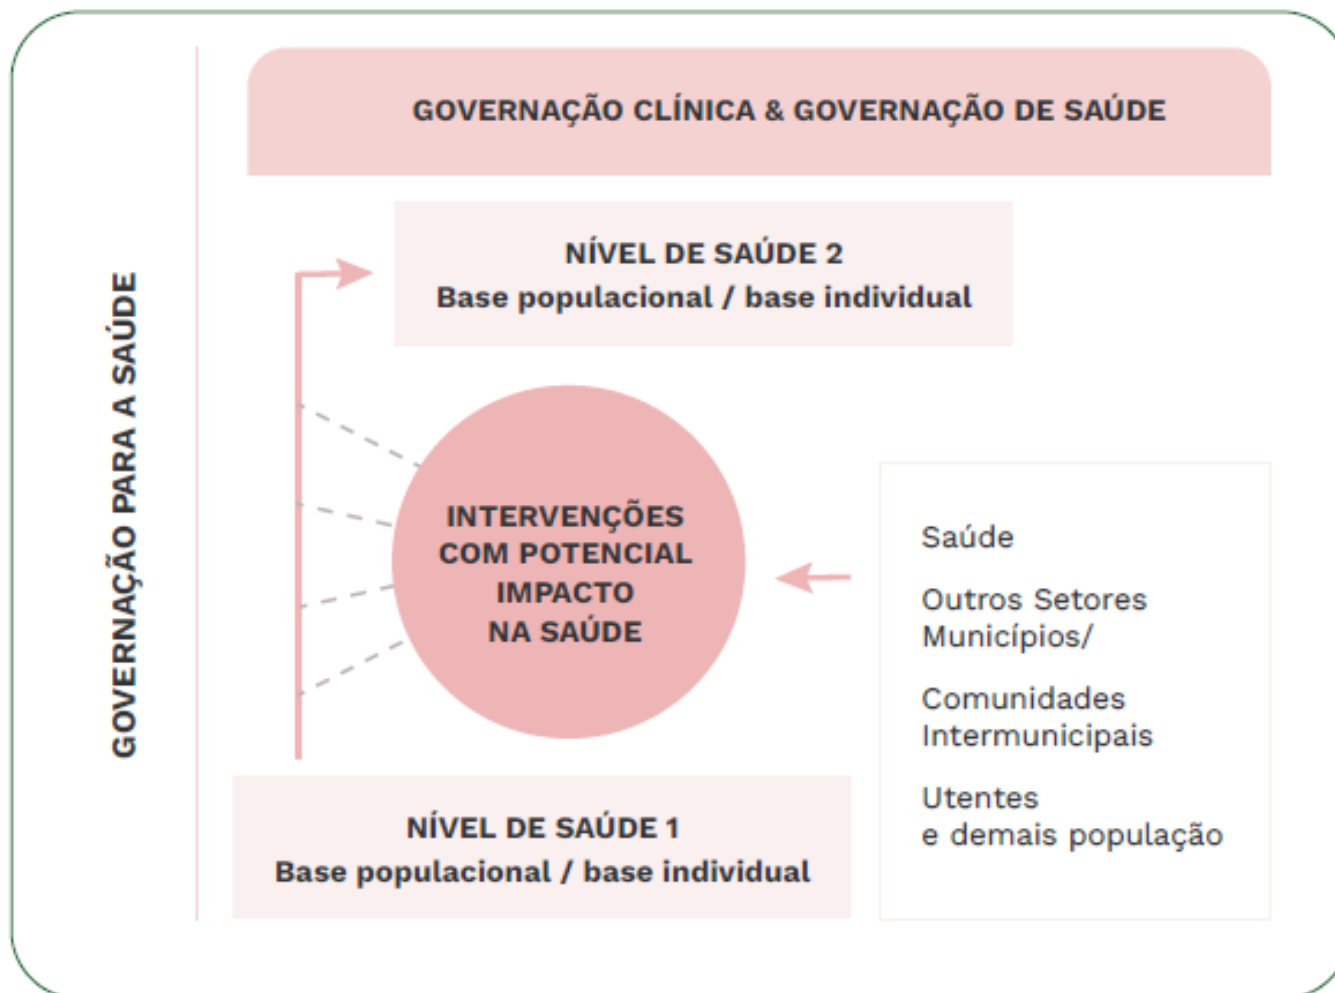 GOVERNAÇÃO CLÍNICA & GOVERNAÇÃO DE SAÚDE
GOVERNAÇÃO PARA A SAÚDE
NÍVEL DE SAÚDE 2
Base populacional / base individual
INTERVENÇÕES
COM POTENCIAL
IMPACTO
NA SAÚDE
Saúde
Outros Setores
Municípios/
Comunidades
Intermunicipais
Utentes
e demais população
NÍVEL DE SAÚDE 1
Base populacional / base individual